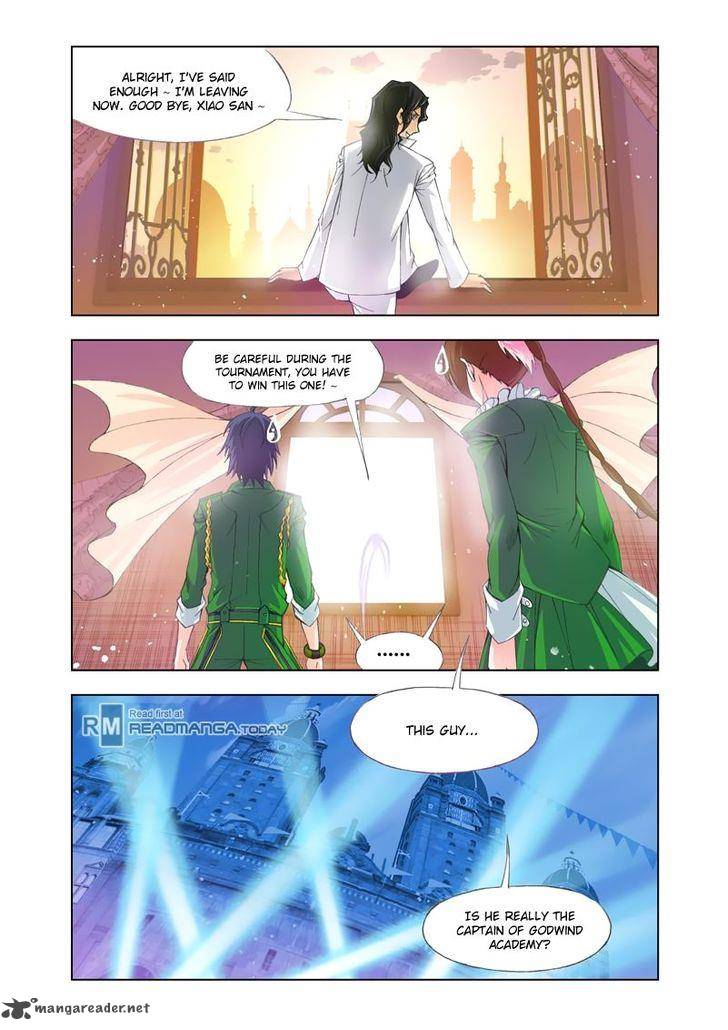 ALRIGHT, I'VE SAID
ENOUGH ~ I'M LEAVING
NOW. GOOD BYE, XIAO SAN ~
BE CAREFUL DURING THE
TOURNAMENT, YOU HAVE
TO WIN THIS ONE! ~
......
RM
Read first at
READMANGA.TODAY
THIS GUY...
IS HE REALLY THE
CAPTAIN OF GODWIND
ACADEMY?
mangareader.net